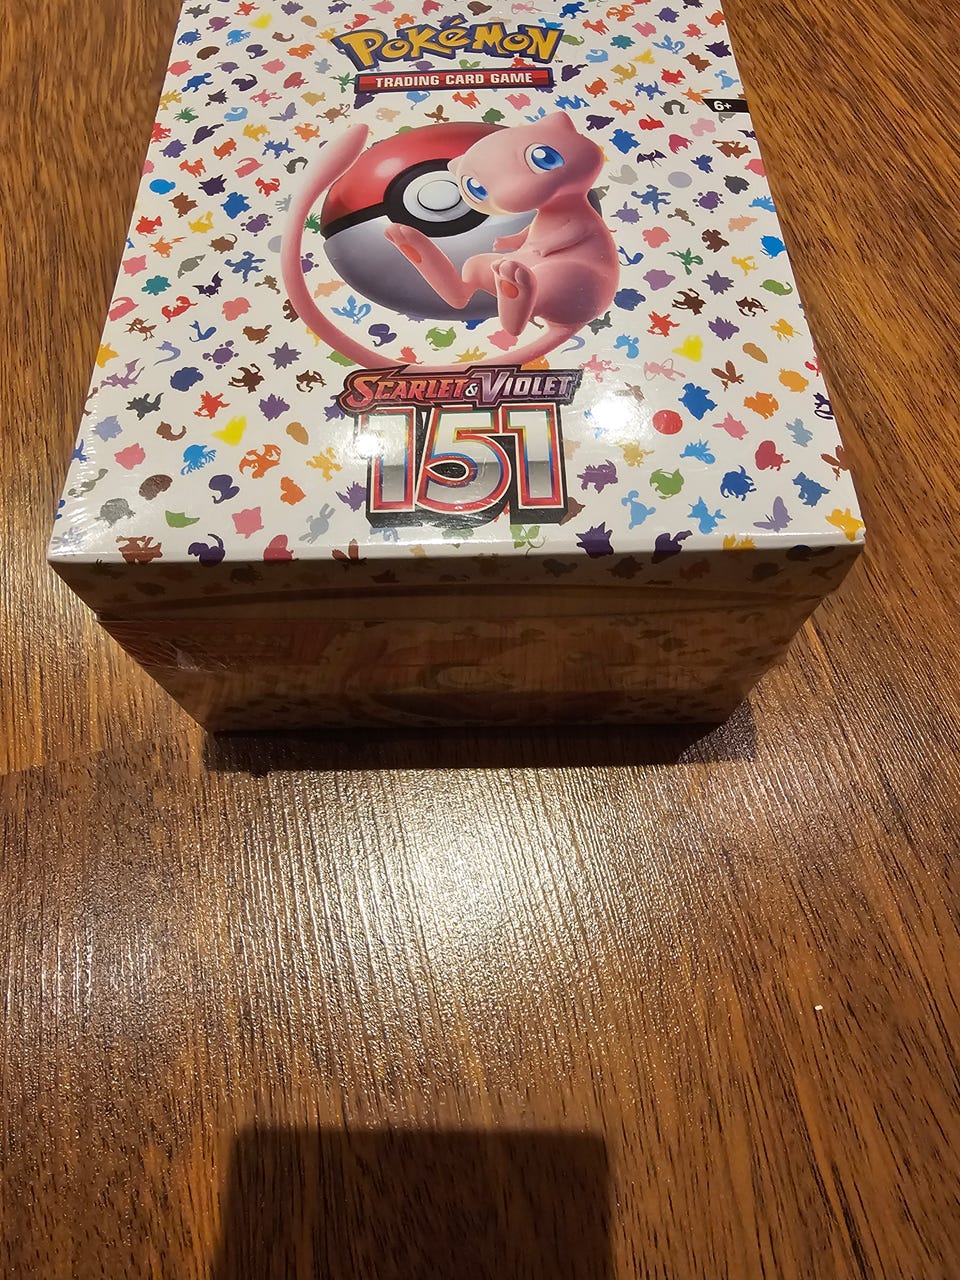 POKéMON
TRADING CARD GAME
6+
SCARLET & VIOLET
151